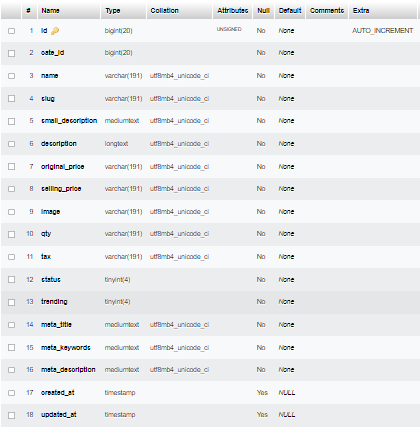 # Name Type Collation Attributes Null Default Comments Extra
1 id bigint(20) UNSIGNED No None AUTO_INCREMENT
2 cate_id bigint(20) No None
3 name varchar(191) utf8mb4_unicode_ci No None
4 slug varchar(191) utf8mb4_unicode_ci No None
5 small_description mediumtext utf8mb4_unicode_ci No None
6 description longtext utf8mb4_unicode_ci No None
7 original_price varchar(191) utf8mb4_unicode_ci No None
8 selling_price varchar(191) utf8mb4_unicode_ci No None
9 image varchar(191) utf8mb4_unicode_ci No None
10 qty varchar(191) utf8mb4_unicode_ci No None
11 tax varchar(191) utf8mb4_unicode_ci No None
12 status tinyint(4) No None
13 trending tinyint(4) No None
14 meta_title mediumtext utf8mb4_unicode_ci No None
15 meta_keywords mediumtext utf8mb4_unicode_ci No None
16 meta_description mediumtext utf8mb4_unicode_ci No None
17 created_at timestamp Yes NULL
18 updated_at timestamp Yes NULL